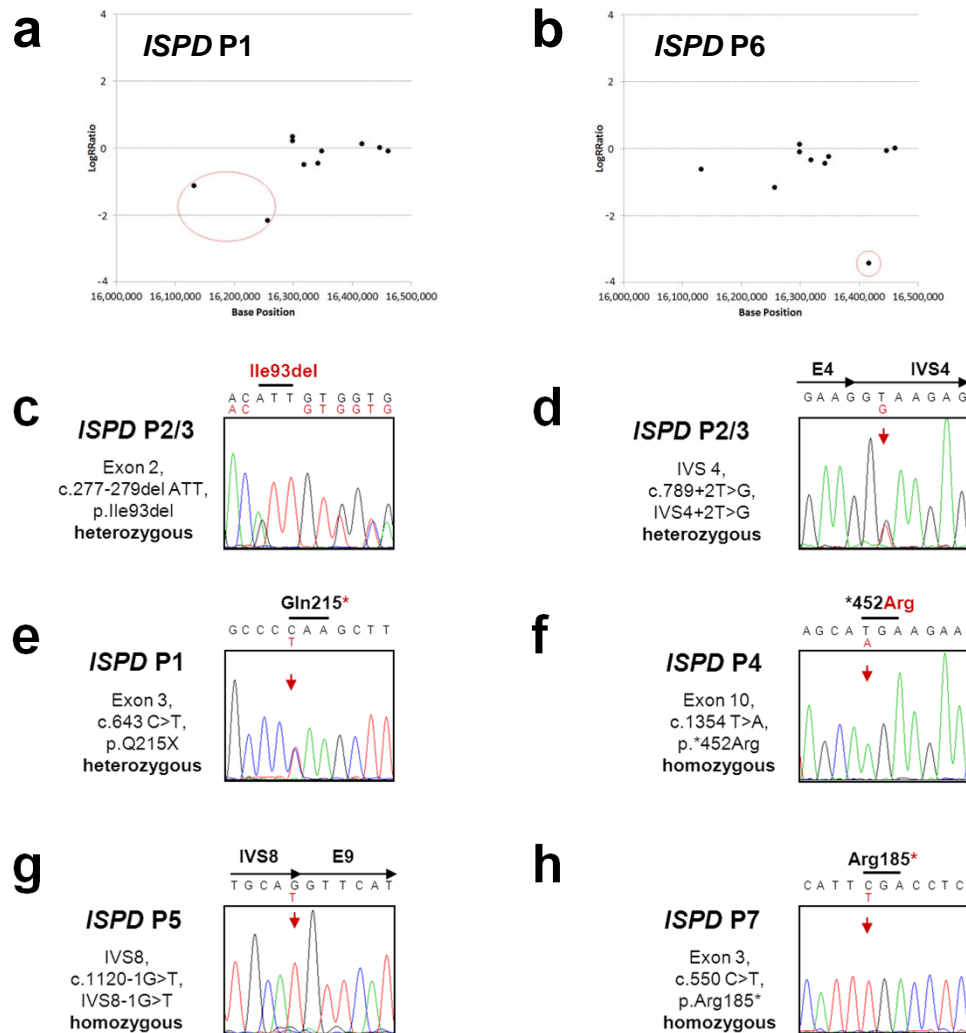 a
ISPD P1
4
2
0
-2
-4
LogRRatio
16,000,000 16,100,000 16,200,000 16,300,000 16,400,000 16,500,000
Base Position
b
ISPD P6
4
2
0
-2
-4
LogRRatio
16,000,000 16,100,000 16,200,000 16,300,000 16,400,000 16,500,000
Base Position
c
ISPD P2/3
Exon 2,
c.277-279del ATT,
p.Ile93del
heterozygous
Ile93del
A C A T T G T G G T G
A C G T G G T G
d
ISPD P2/3
IVS 4,
c.789+2T>G,
IVS4+2T>G
heterozygous
E4 IVS4
G A A G G T A A G A G
G
e
ISPD P1
Exon 3,
c.643 C>T,
p.Q215X
heterozygous
Gln215*
G C C C C A A G C T T
T
f
ISPD P4
Exon 10,
c.1354 T>A,
p.*452Arg
homozygous
*452Arg
A G C A T G A A G A A
A
g
ISPD P5
IVS8,
c.1120-1G>T,
IVS8-1G>T
homozygous
IVS8 E9
T G C A G G T T C A T
T
h
ISPD P7
Exon 3,
c.550 C>T,
p.Arg185*
homozygous
Arg185*
C A T T C G A C C T C
T